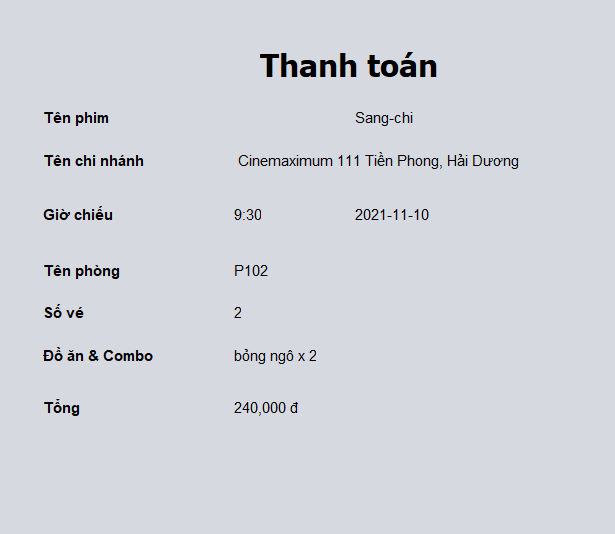 Thanh toán
Tên phim Sang-chi
Tên chi nhánh Cinemaximum 111 Tiền Phong, Hải Dương
Giờ chiếu 9:30 2021-11-10
Tên phòng P102
Số vé 2
Đồ ăn & Combo bỏng ngô x 2
Tổng 240,000 đ